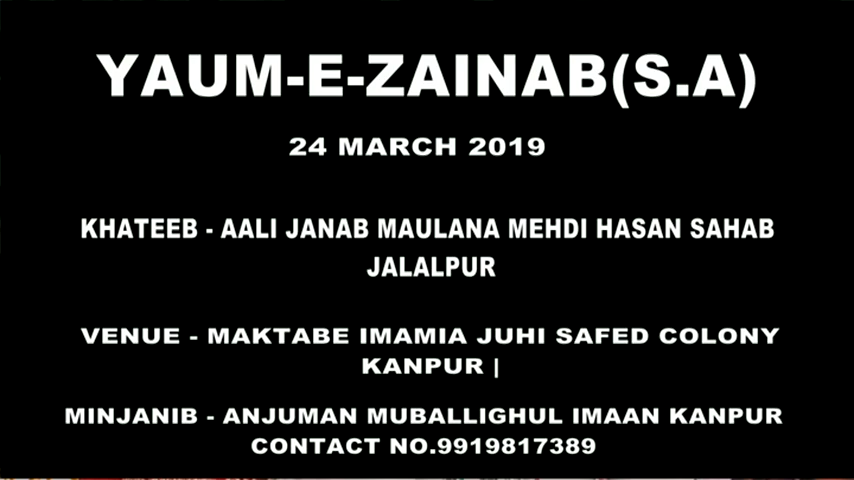 YAUM-E-ZAINAB(S.A)
24 MARCH 2019
KHATEEB - AALI JANAB MAULANA MEHDI HASAN SAHAB
JALALPUR
VENUE - MAKTABE IMAMIA JUHI SAFED COLONY
KANPUR |
MINJANIB - ANJUMAN MUBALLIGHUL IMAAN KANPUR
CONTACT NO.9919817389